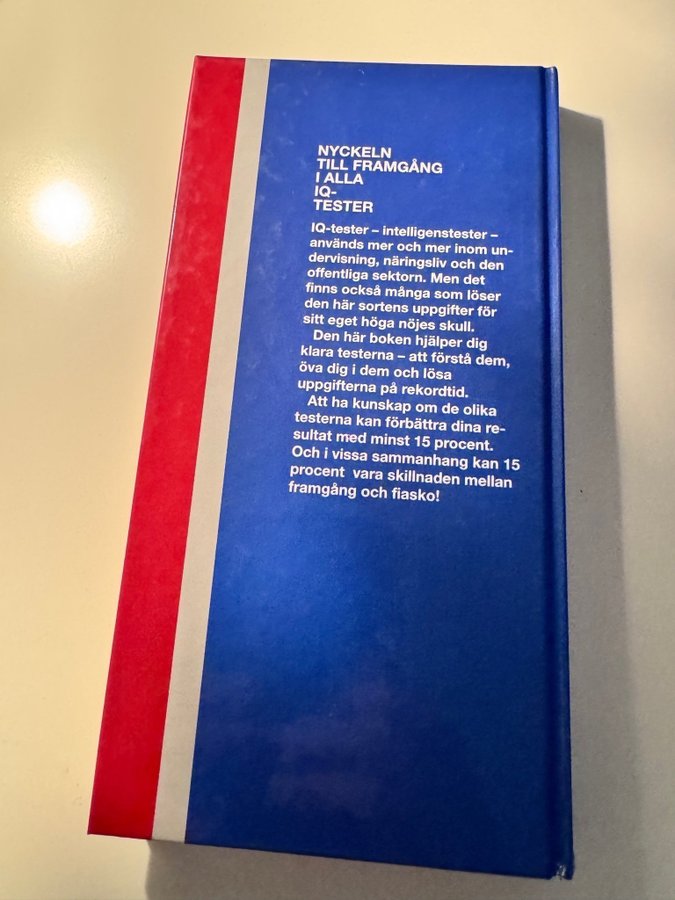 NYCKELN
TILL FRAMGÅNG
I ALLA
IQ-
TESTER
IQ-tester – intelligenstester –
används mer och mer inom un-
dervisning, näringsliv och den
offentliga sektorn. Men det
finns också många som löser
den här sortens uppgifter för
sitt eget höga nöjes skull.
Den här boken hjälper dig
klara testerna – att förstå dem,
öva dig i dem och lösa
uppgifterna på rekordtid.
Att ha kunskap om de olika
testerna kan förbättra dina re-
sultat med minst 15 procent.
Och i vissa sammanhang kan 15
procent vara skillnaden mellan
framgång och fiasko!